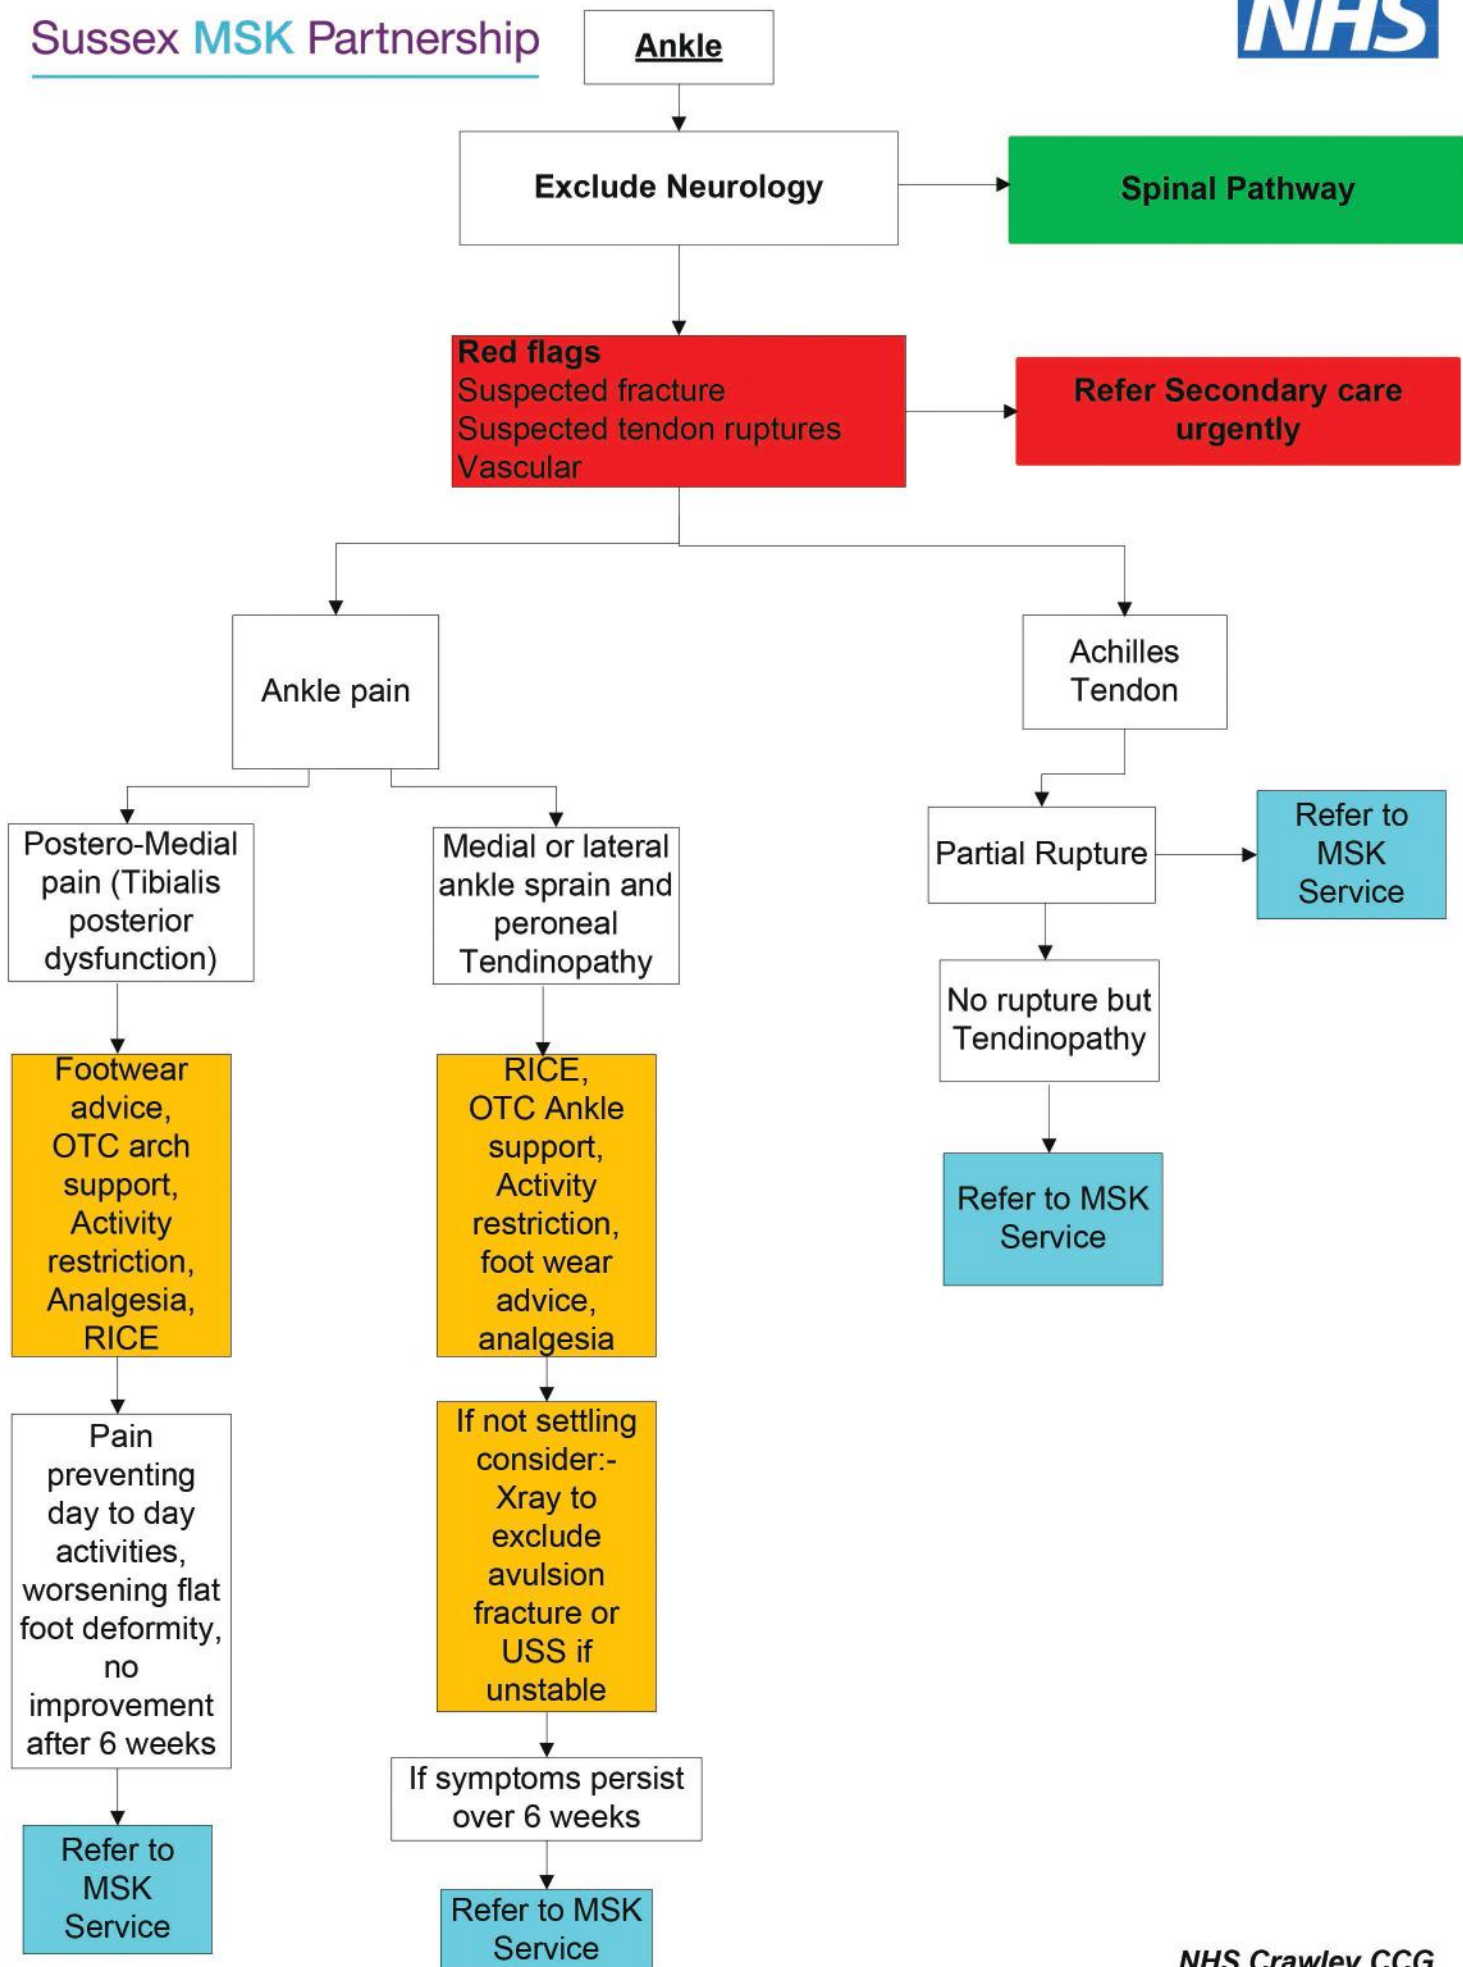 Sussex MSK Partnership
NHS
Ankle
Exclude Neurology
Spinal Pathway
Red flags
Suspected fracture
Suspected tendon ruptures
Vascular
Refer Secondary care
urgently
Ankle pain
Achilles
Tendon
Postero-Medial
pain (Tibialis
posterior
dysfunction)
Medial or lateral
ankle sprain and
peroneal
Tendinopathy
Partial Rupture
Refer to
MSK
Service
No rupture but
Tendinopathy
Refer to MSK
Service
Footwear
advice,
OTC arch
support,
Activity
restriction,
Analgesia,
RICE
RICE,
OTC Ankle
support,
Activity
restriction,
foot wear
advice,
analgesia
Pain
preventing
day to day
activities,
worsening flat
foot deformity,
no
improvement
after 6 weeks
If not settling
consider:-
Xray to
exclude
avulsion
fracture or
USS if
unstable
If symptoms persist
over 6 weeks
Refer to
MSK
Service
Refer to MSK
Service
NHS Crawley CCG